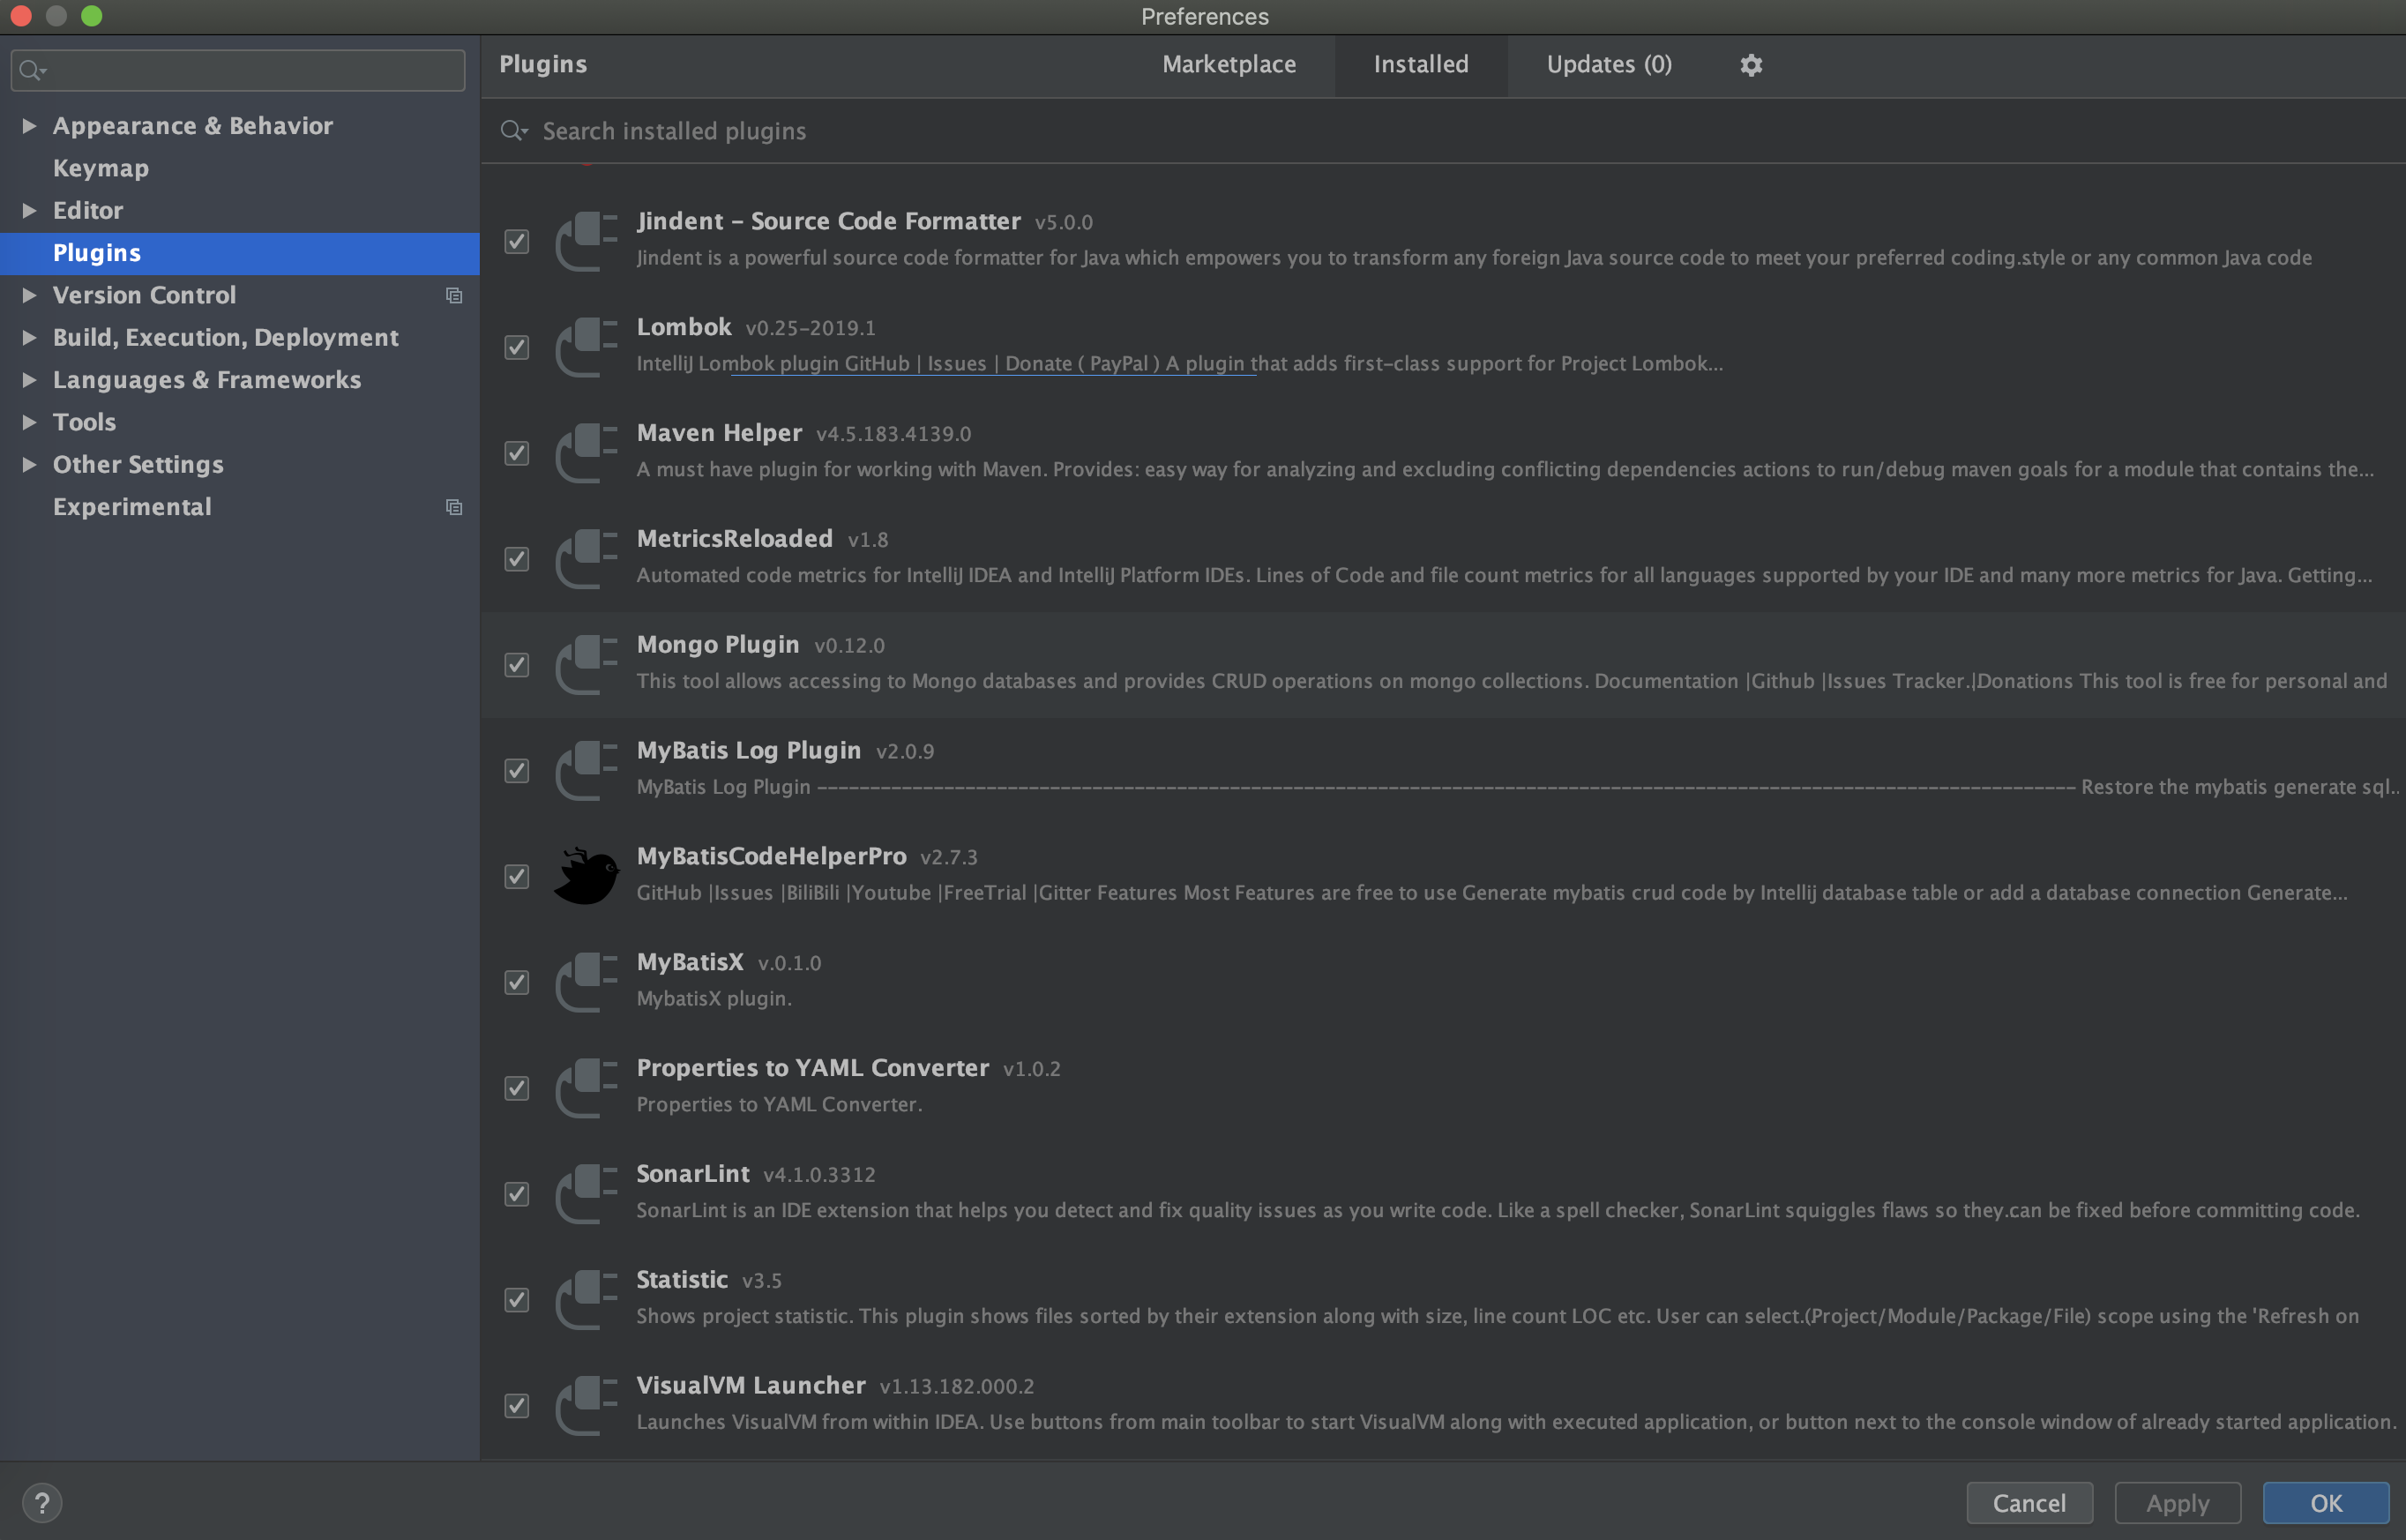 Preferences
Plugins Marketplace Installed Updates (0)
Search installed plugins
Appearance & Behavior
Keymap
Editor
Plugins
Version Control
Build, Execution, Deployment
Languages & Frameworks
Tools
Other Settings
Experimental
Jindent - Source Code Formatter v5.0.0
Jindent is a powerful source code formatter for Java which empowers you to transform any foreign Java source code to meet your preferred coding style or any common Java code
Lombok v0.25-2019.1
IntelliJ Lombok plugin GitHub | Issues | Donate ( PayPal ) A plugin that adds first-class support for Project Lombok...
Maven Helper v4.5.183.4139.0
A must have plugin for working with Maven. Provides: easy way for analyzing and excluding conflicting dependencies actions to run/debug maven goals for a module that contains the...
MetricsReloaded v1.8
Automated code metrics for IntelliJ IDEA and IntelliJ Platform IDEs. Lines of Code and file count metrics for all languages supported by your IDE and many more metrics for Java. Getting...
Mongo Plugin v0.12.0
This tool allows accessing to Mongo databases and provides CRUD operations on mongo collections. Documentation |Github |Issues Tracker.|Donations This tool is free for personal and
MyBatis Log Plugin v2.0.9
MyBatis Log Plugin ------------------------------------------------------------------------------------------------------------------------ Restore the mybatis generate sql..
MyBatisCodeHelperPro v2.7.3
GitHub |Issues |BiliBili |Youtube |FreeTrial |Gitter Features Most Features are free to use Generate mybatis crud code by Intellij database table or add a database connection Generate...
MyBatisX v.0.1.0
MybatisX plugin.
Properties to YAML Converter v1.0.2
Properties to YAML Converter.
SonarLint v4.1.0.3312
SonarLint is an IDE extension that helps you detect and fix quality issues as you write code. Like a spell checker, SonarLint squiggles flaws so they.can be fixed before committing code.
Statistic v3.5
Shows project statistic. This plugin shows files sorted by their extension along with size, line count LOC etc. User can select.(Project/Module/Package/File) scope using the 'Refresh on
VisualVM Launcher v1.13.182.000.2
Launches VisualVM from within IDEA. Use buttons from main toolbar to start VisualVM along with executed application, or button next to the console window of already started application.
? Cancel Apply OK